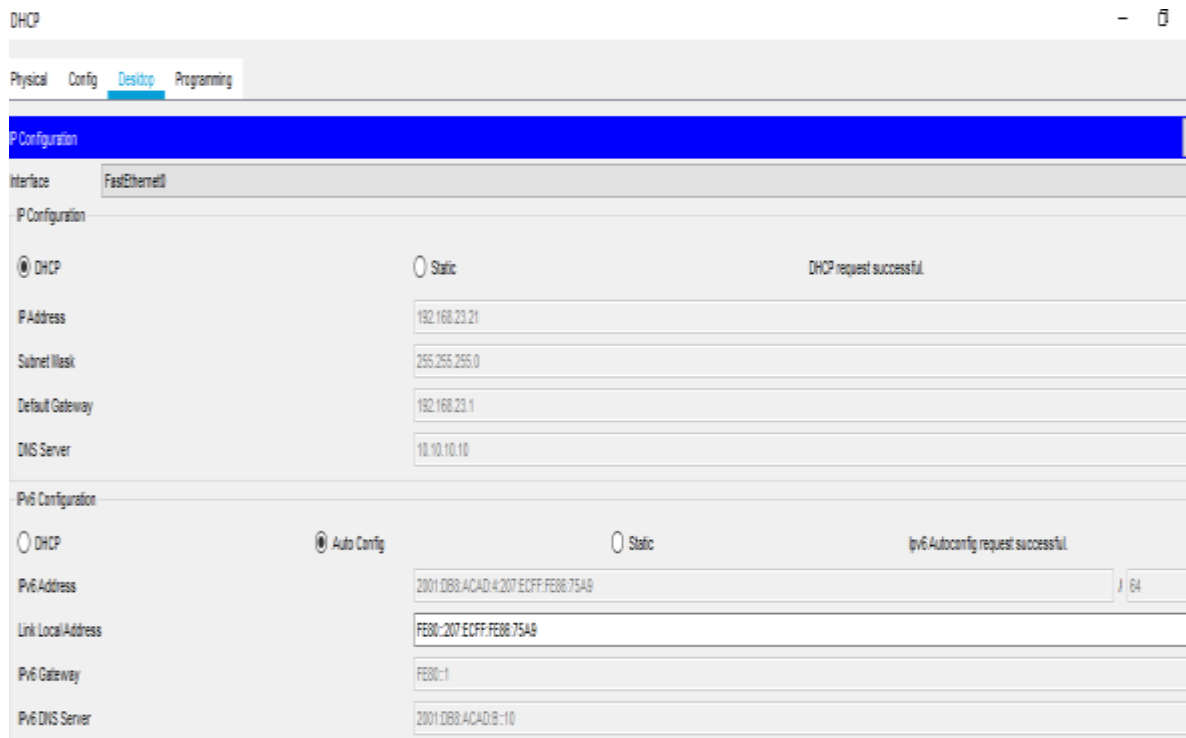 DHCP
Physical Config Desktop Programming
IP Configuration
Interface FastEthernet0
IP Configuration
DHCP Static DHCP request successful.
IP Address 192.168.23.21
Subnet Mask 255.255.255.0
Default Gateway 192.168.23.1
DNS Server 10.10.10.10
IPv6 Configuration
DHCP Auto Config Static Ipv6 Autoconfig request successful.
IPv6 Address 2001:DB8:ACAD:4:207:ECFF:FE86:75A9 / 64
Link Local Address FE80::207:ECFF:FE86:75A9
IPv6 Gateway FE80::1
IPv6 DNS Server 2001:DB8:ACAD:B::10